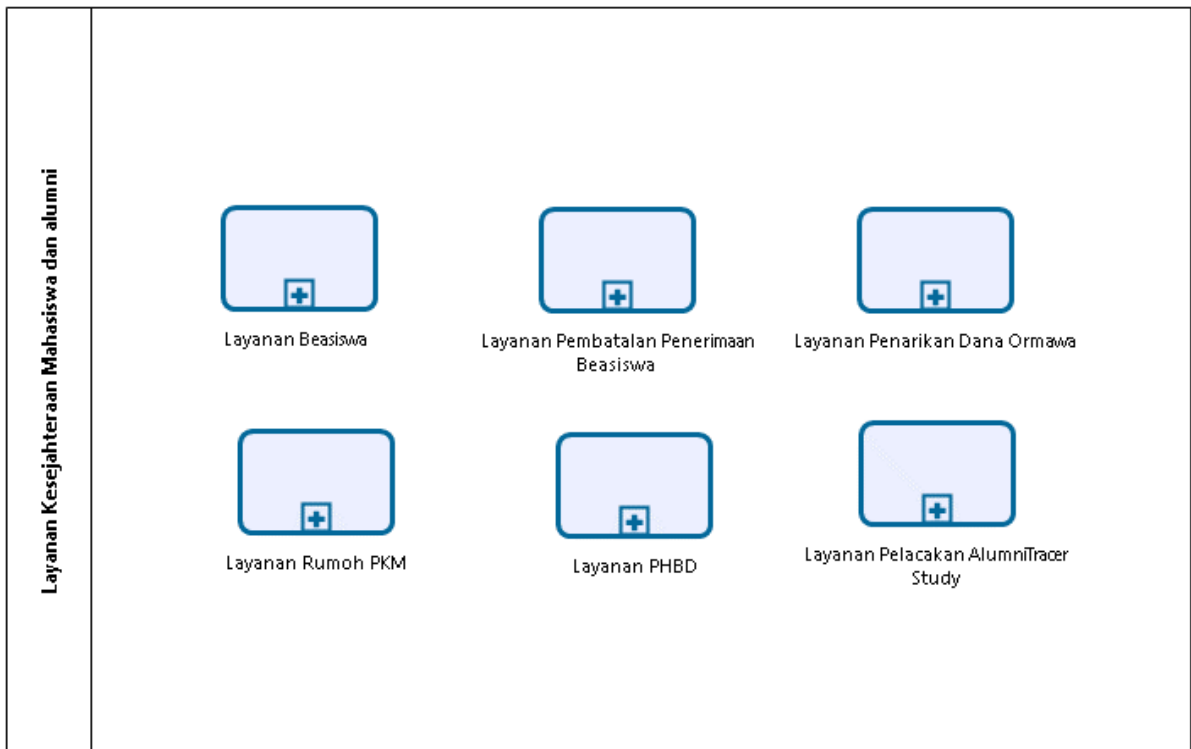 Layanan Kesejahteraan Mahasiswa dan alumni
Layanan Beasiswa
Layanan Pembatalan Penerimaan
Beasiswa
Layanan Penarikan Dana Ormawa
Layanan Rumoh PKM
Layanan PHBD
Layanan Pelacakan AlumniTracer
Study